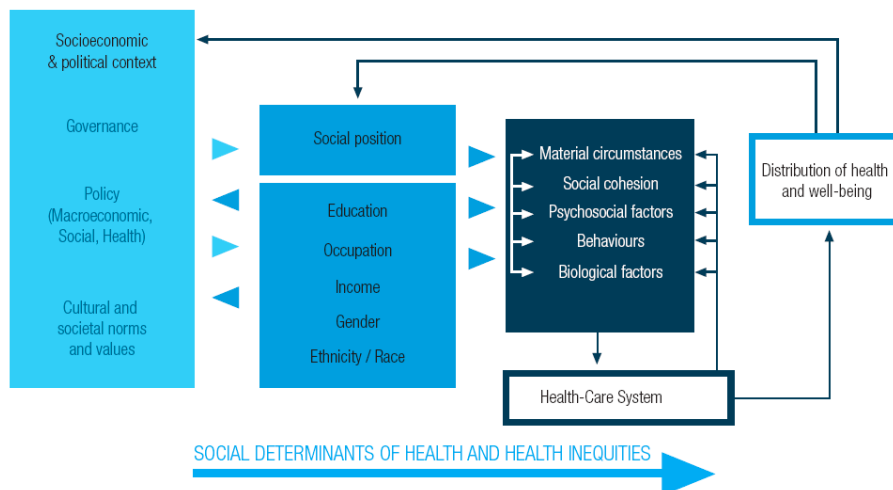 Socioeconomic
& political context
Governance
Policy
(Macroeconomic,
Social, Health)
Cultural and
societal norms
and values
Social position
Education
Occupation
Income
Gender
Ethnicity / Race
Material circumstances
Social cohesion
Psychosocial factors
Behaviours
Biological factors
Health-Care System
Distribution of health
and well-being
SOCIAL DETERMINANTS OF HEALTH AND HEALTH INEQUITIES